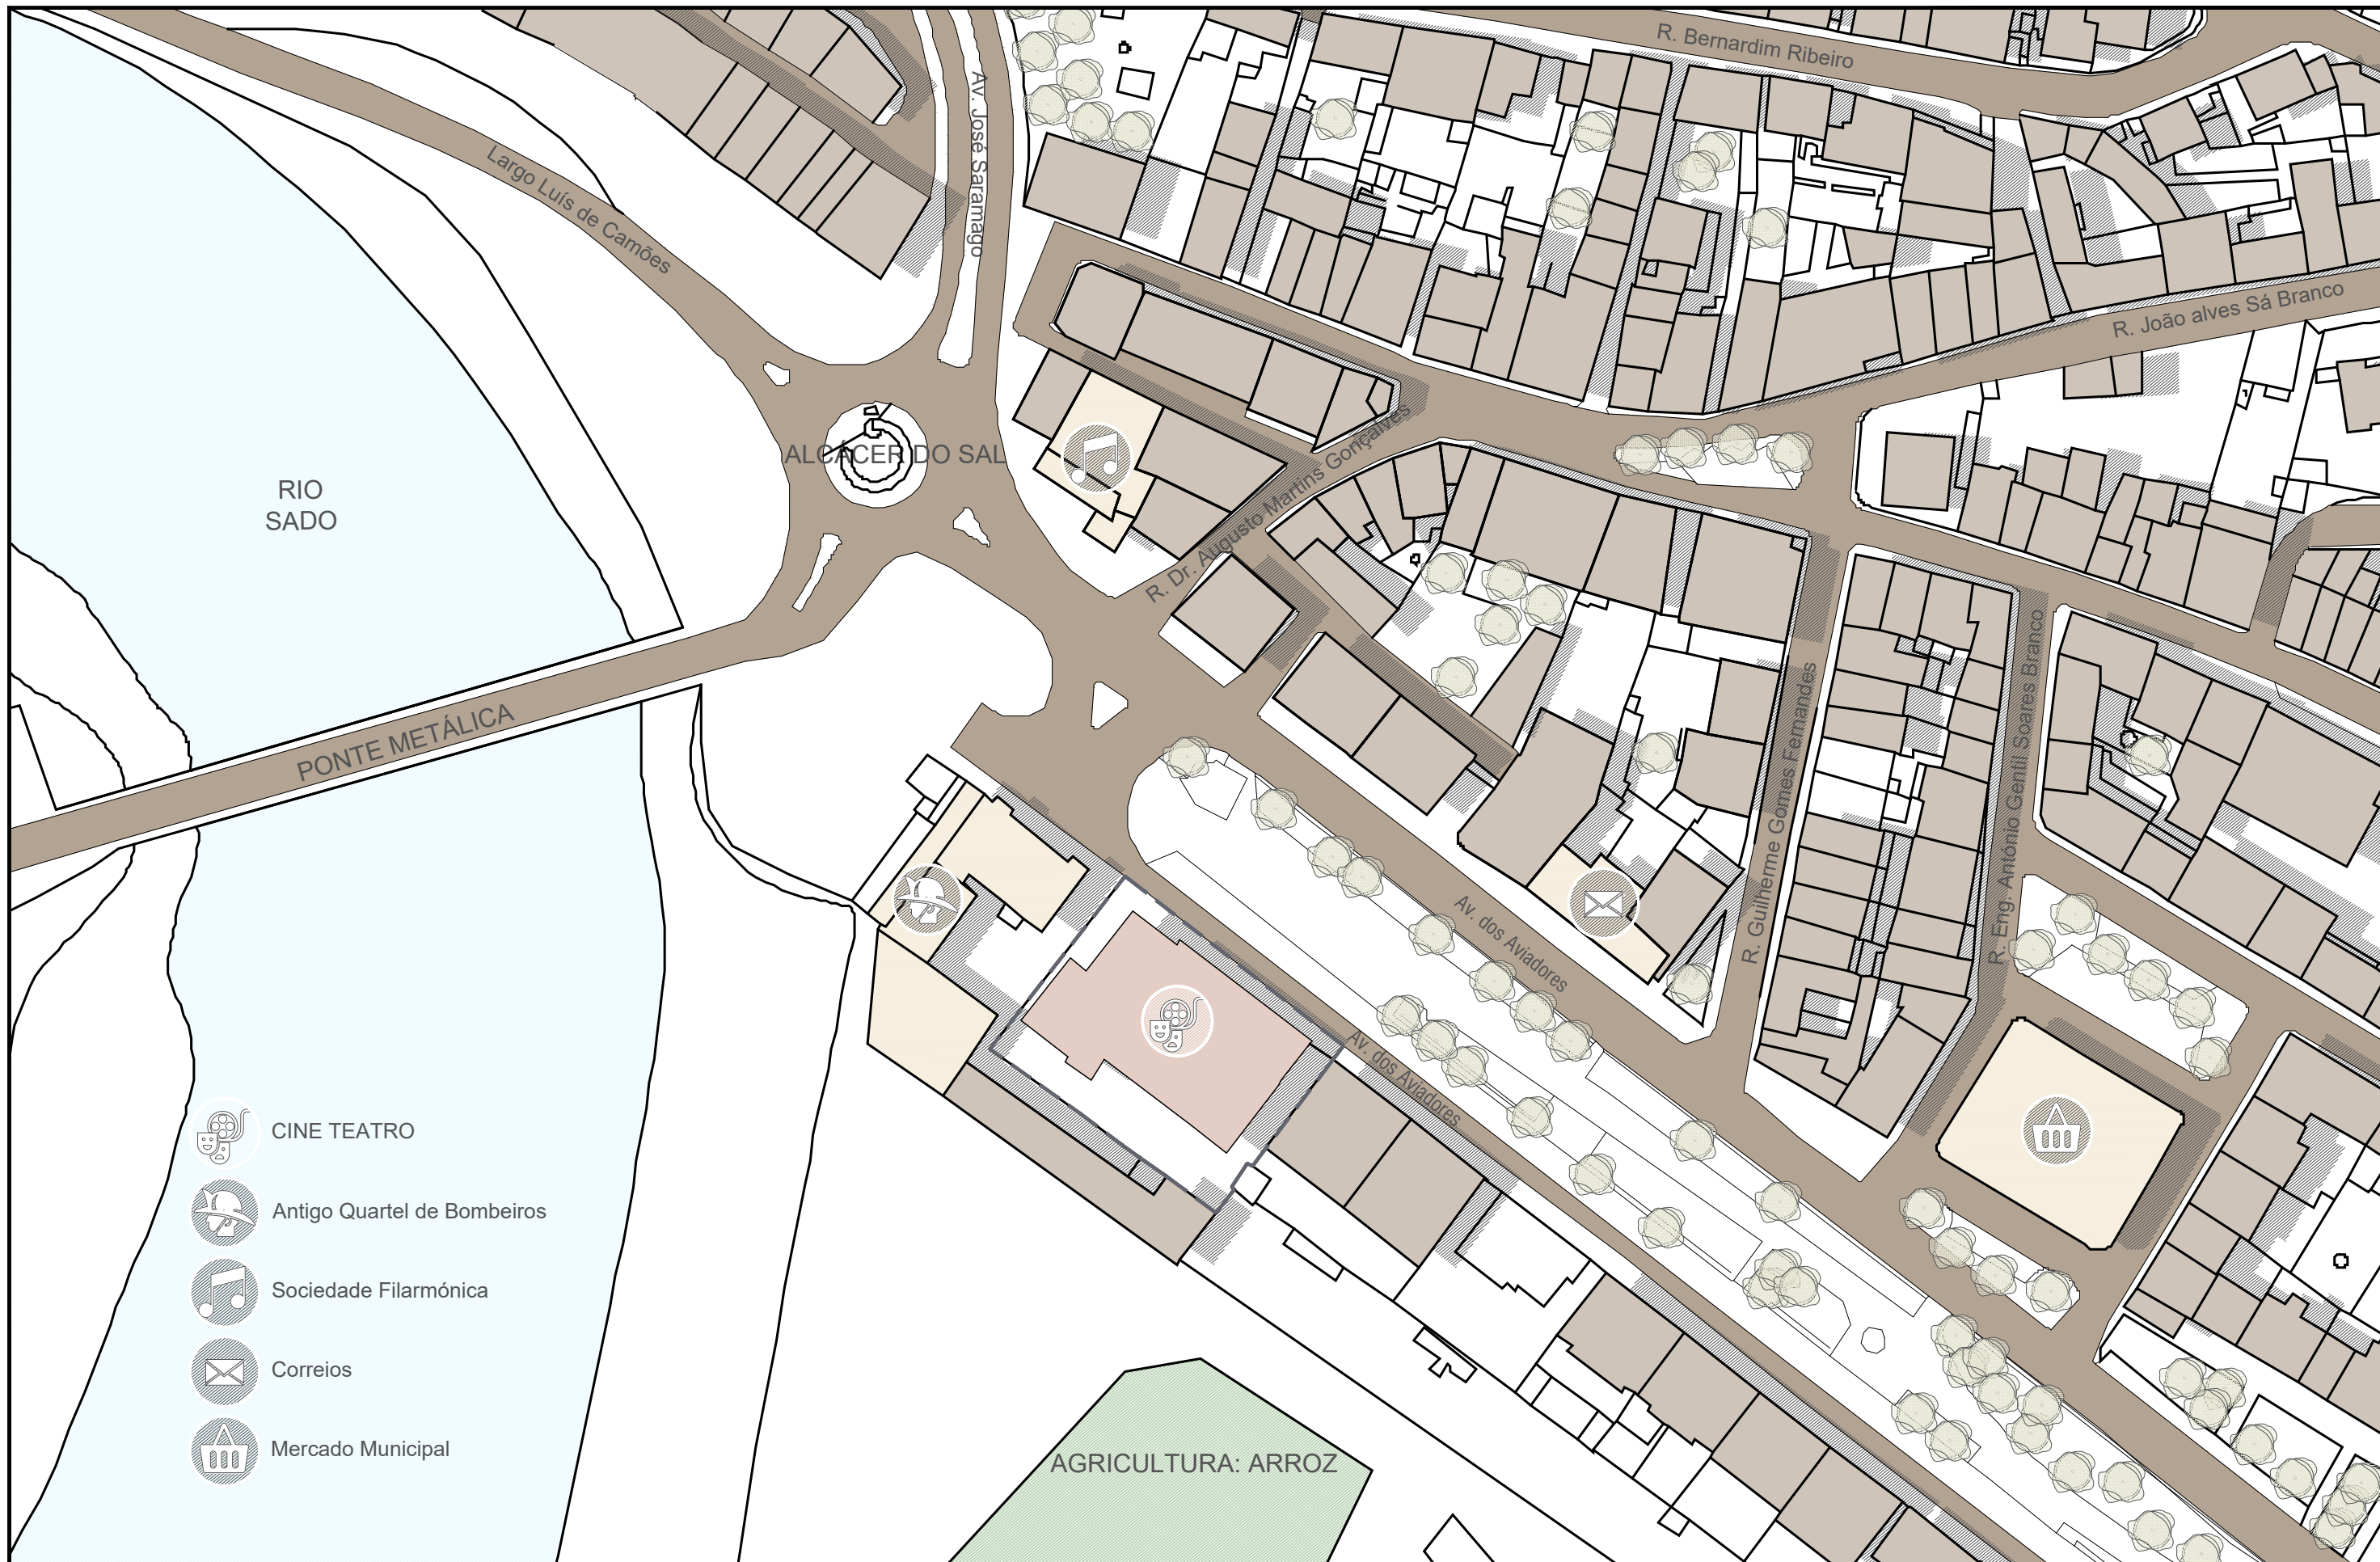 R. Bernardim Ribeiro
Av. José Saramago
Largo Luís de Camões
R. João alves Sá Branco
ALCÁCER DO SAL
R. Dr. Augusto Martins Gonçalves
RIO
SADO
PONTE METÁLICA
R. Guilherme Gomes Fernandes
R. Eng. António Gentil Soares Branco
Av. dos Aviadores
Av. dos Aviadores
CINE TEATRO
Antigo Quartel de Bombeiros
Sociedade Filarmónica
Correios
Mercado Municipal
AGRICULTURA: ARROZ